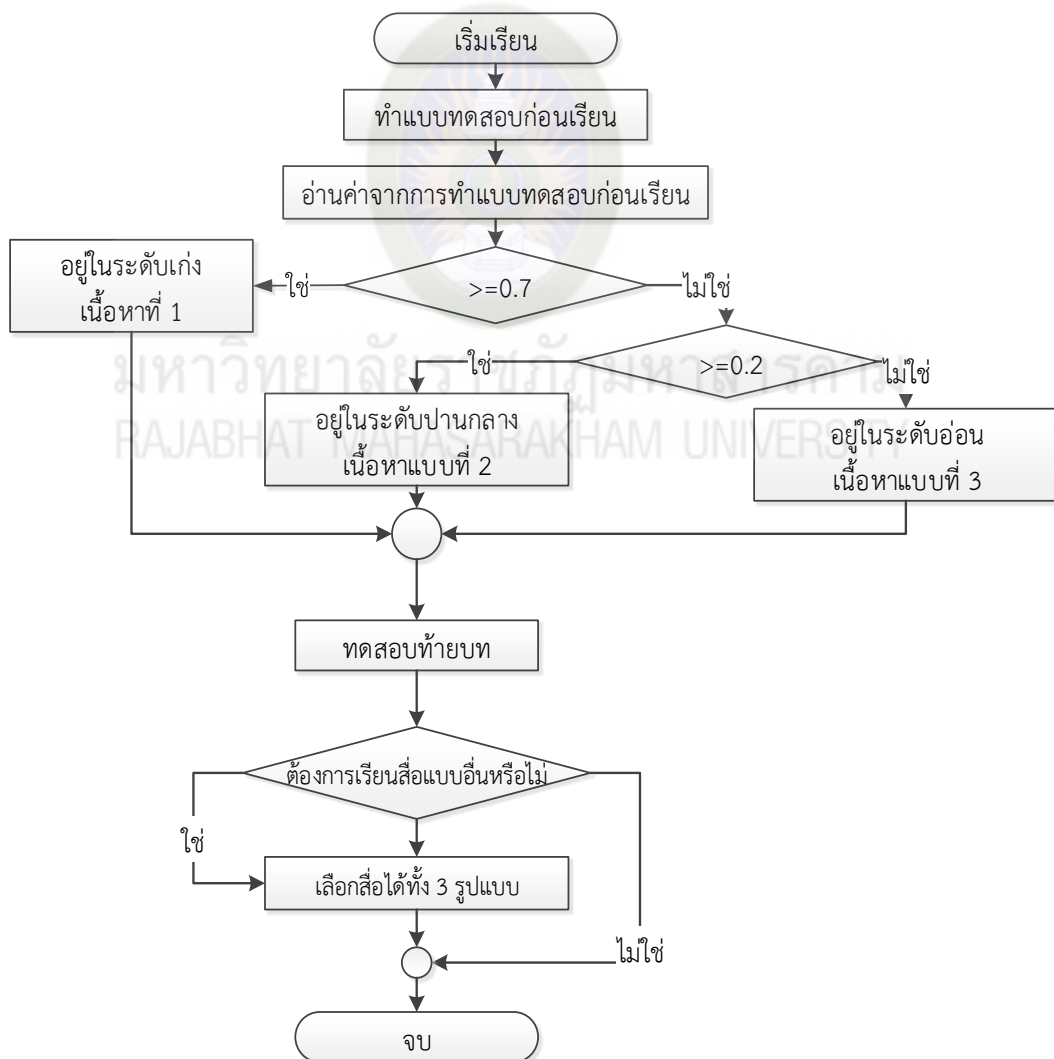 เริ่มเรียน
ทำแบบทดสอบก่อนเรียน
อ่านค่าจากการทำแบบทดสอบก่อนเรียน
อยู่ในระดับเก่ง
เนื้อหาที่ 1
ใช่
>=0.7
ไม่ใช่
ใช่
>=0.2
ไม่ใช่
มหาวิทยาลัยราชภัฏมหาสารคาม
RAJABHAT MAHASARAKHAM UNIVERSITY
อยู่ในระดับปานกลาง
เนื้อหาแบบที่ 2
อยู่ในระดับอ่อน
เนื้อหาแบบที่ 3
ทดสอบท้ายบท
ต้องการเรียนสื่อแบบอื่นหรือไม่
ใช่
เลือกสื่อได้ทั้ง 3 รูปแบบ
ไม่ใช่
จบ